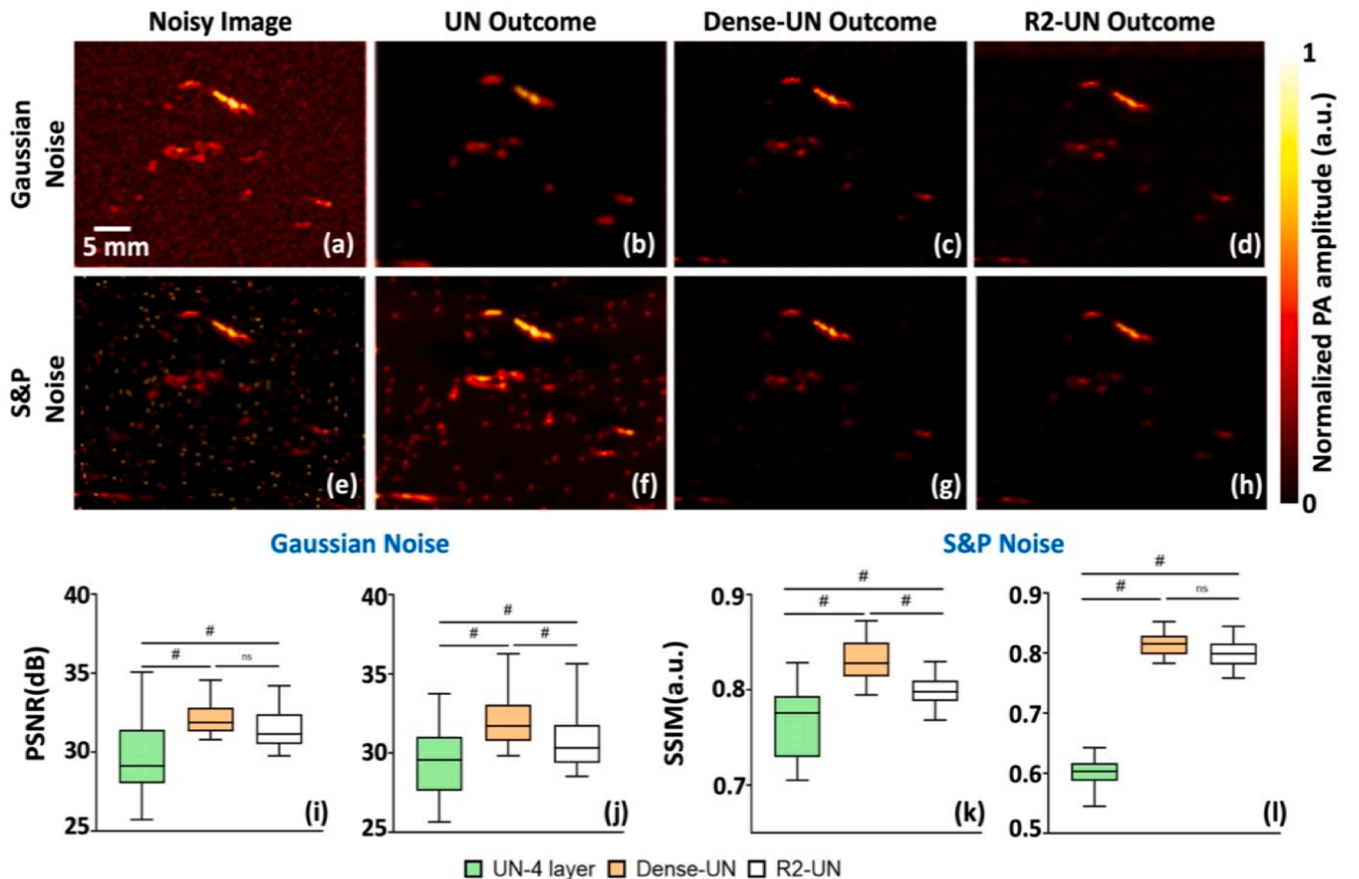 Noisy Image
UN Outcome
Dense-UN Outcome
R2-UN Outcome
Gaussian
Noise
5 mm
(a)
(b)
(c)
(d)
S&P
Noise
(e)
(f)
(g)
(h)
1
Normalized PA amplitude (a.u.)
0
Gaussian Noise
S&P Noise
PSNR(dB)
40
35
30
25
#
#
ns
(i)
40
35
30
25
#
#
#
(j)
SSIM(a.u.)
0.9
0.8
0.7
#
#
#
(k)
0.9
0.8
0.7
0.6
0.5
#
#
ns
(l)
UN-4 layer
Dense-UN
R2-UN